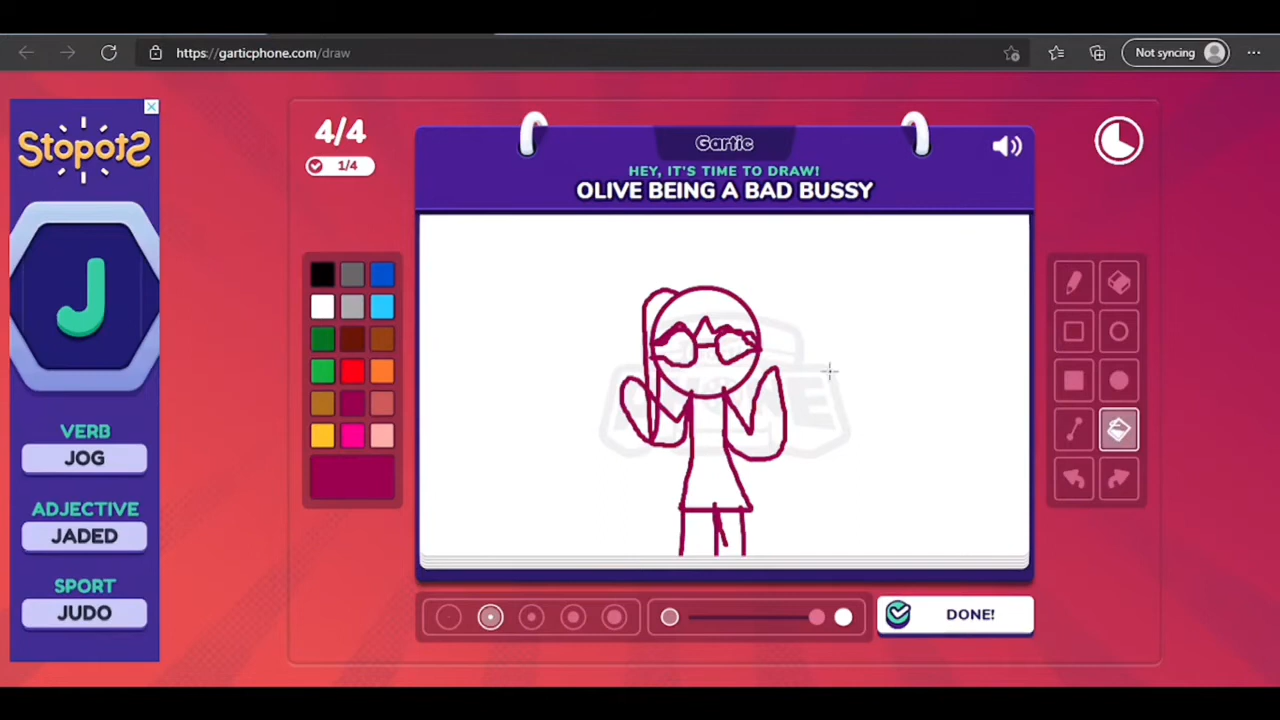 https://garticphone.com/draw
Not syncing
StopotS
J
VERB
JOG
ADJECTIVE
JADED
SPORT
JUDO
4/4
1/4
Gartic
HEY, IT'S TIME TO DRAW!
OLIVE BEING A BAD BUSSY
DONE!